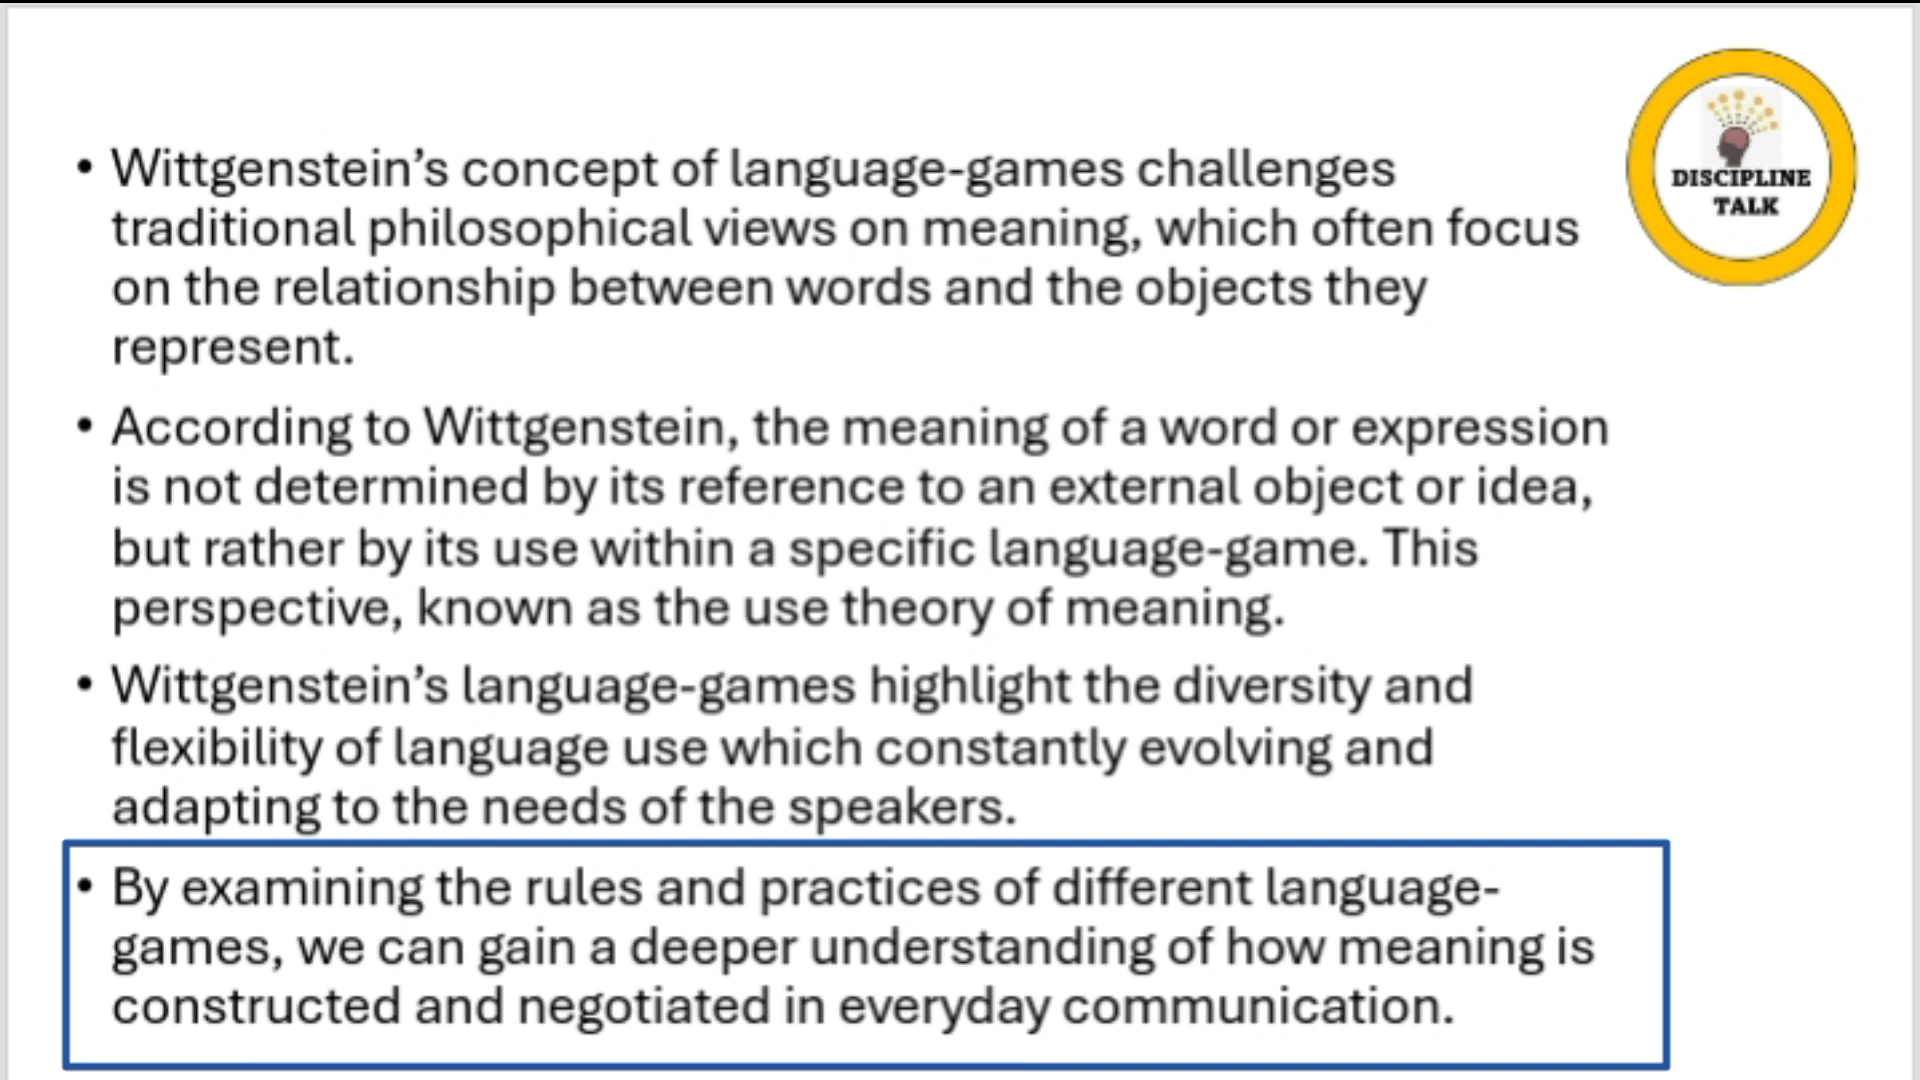 • Wittgenstein’s concept of language-games challenges
traditional philosophical views on meaning, which often focus
on the relationship between words and the objects they
represent.
• According to Wittgenstein, the meaning of a word or expression
is not determined by its reference to an external object or idea,
but rather by its use within a specific language-game. This
perspective, known as the use theory of meaning.
• Wittgenstein’s language-games highlight the diversity and
flexibility of language use which constantly evolving and
adapting to the needs of the speakers.
• By examining the rules and practices of different language-
games, we can gain a deeper understanding of how meaning is
constructed and negotiated in everyday communication.
DISCIPLINE
TALK